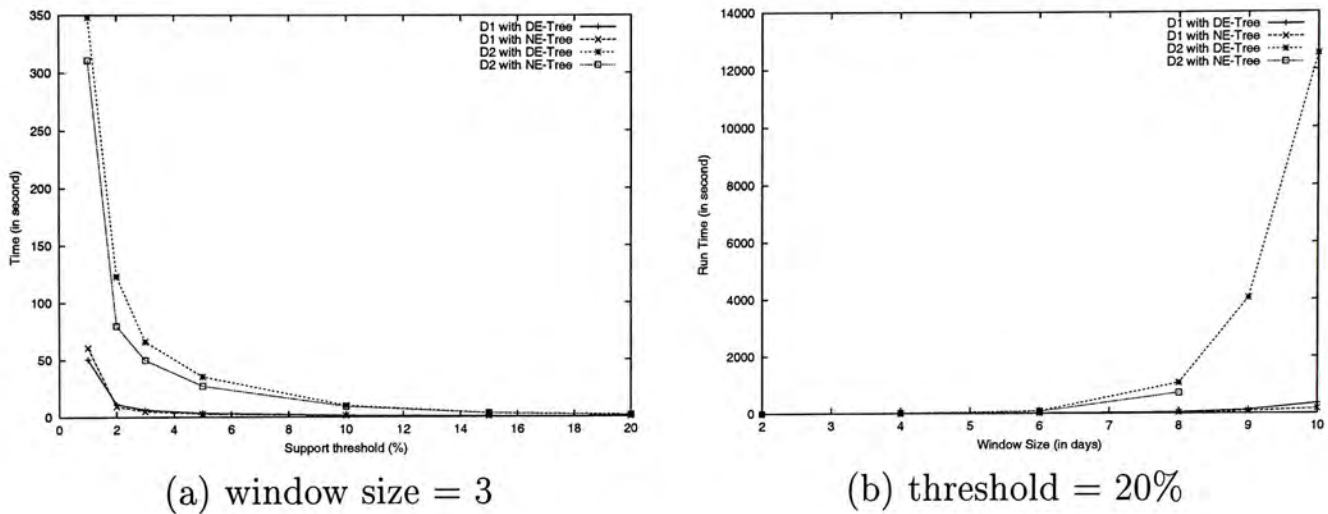 350
300
250
200
150
100
50
0
Time (in second)
0 2 4 6 8 10 12 14 16 18 20
Support threshold (%)
D1 with DE-Tree
D1 with NE-Tree
D2 with DE-Tree
D2 with NE-Tree
(a) window size = 3
14000
12000
10000
8000
6000
4000
2000
0
Run Time (in second)
2 3 4 5 6 7 8 9 10
Window Size (in days)
D1 with DE-Tree
D1 with NE-Tree
D2 with DE-Tree
D2 with NE-Tree
(b) threshold = 20%